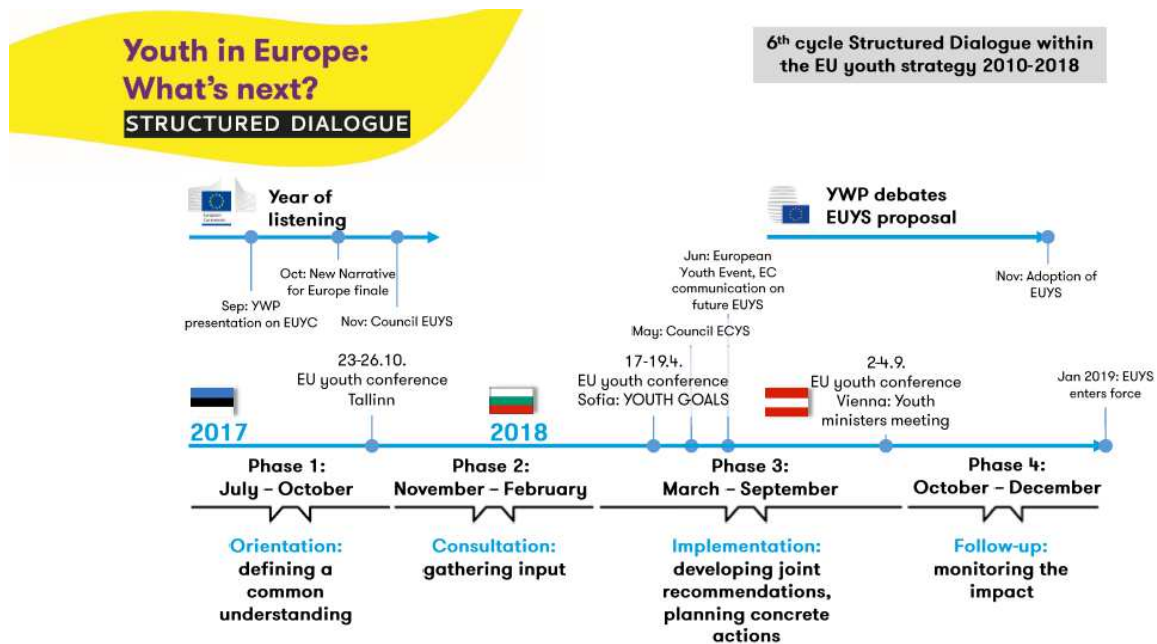 Youth in Europe:
What's next?
STRUCTURED DIALOGUE
6th cycle Structured Dialogue within
the EU youth strategy 2010-2018
Year of
listening
YWP debates
EUYS proposal
Sep: YWP
presentation on EUYC
Oct: New Narrative
for Europe finale
Nov: Council EUYS
Jun: European
Youth Event, EC
communication on
future EUYS
May: Council ECYS
Nov: Adoption of
EUYS
23-26.10.
EU youth conference
Tallinn
17-19.4.
EU youth conference
Sofia: YOUTH GOALS
2-4.9.
EU youth conference
Vienna: Youth
ministers meeting
Jan 2019: EUYS
enters force
2017
2018
Phase 1:
July – October
Phase 2:
November – February
Phase 3:
March – September
Phase 4:
October – December
Orientation:
defining a
common
understanding
Consultation:
gathering input
Implementation:
developing joint
recommendations,
planning concrete
actions
Follow-up:
monitoring the
impact